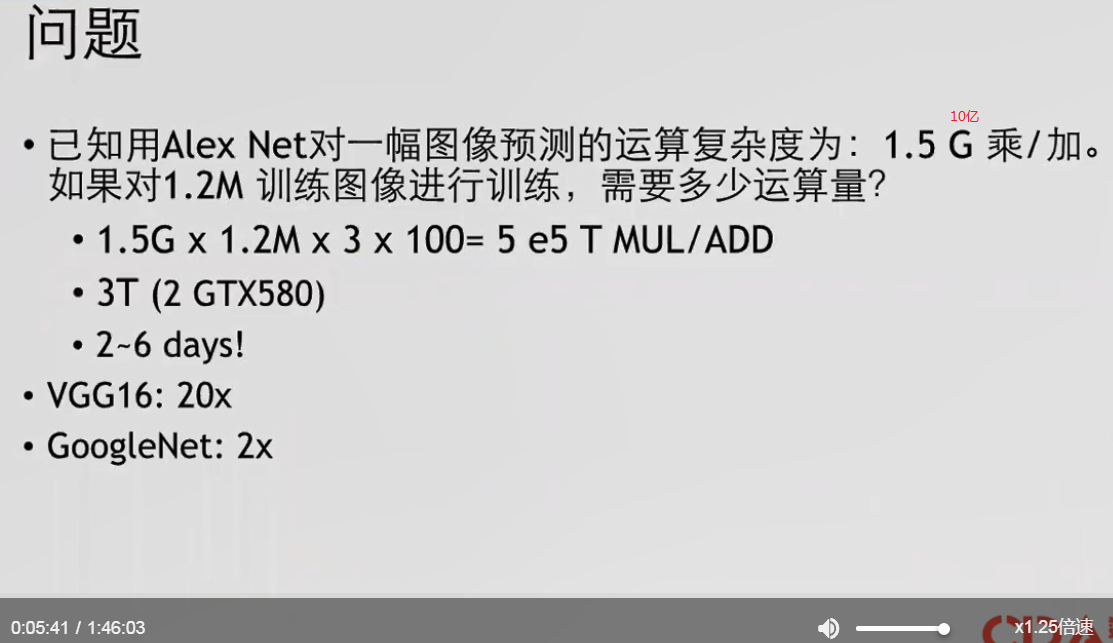 问题
10亿
• 已知用Alex Net对一幅图像预测的运算复杂度为：1.5 G 乘/加。
如果对1.2M 训练图像进行训练，需要多少运算量？
• 1.5G x 1.2M x 3 x 100= 5 e5 T MUL/ADD
• 3T (2 GTX580)
• 2~6 days!
• VGG16: 20x
• GoogleNet: 2x
0:05:41 / 1:46:03
x1.25倍速